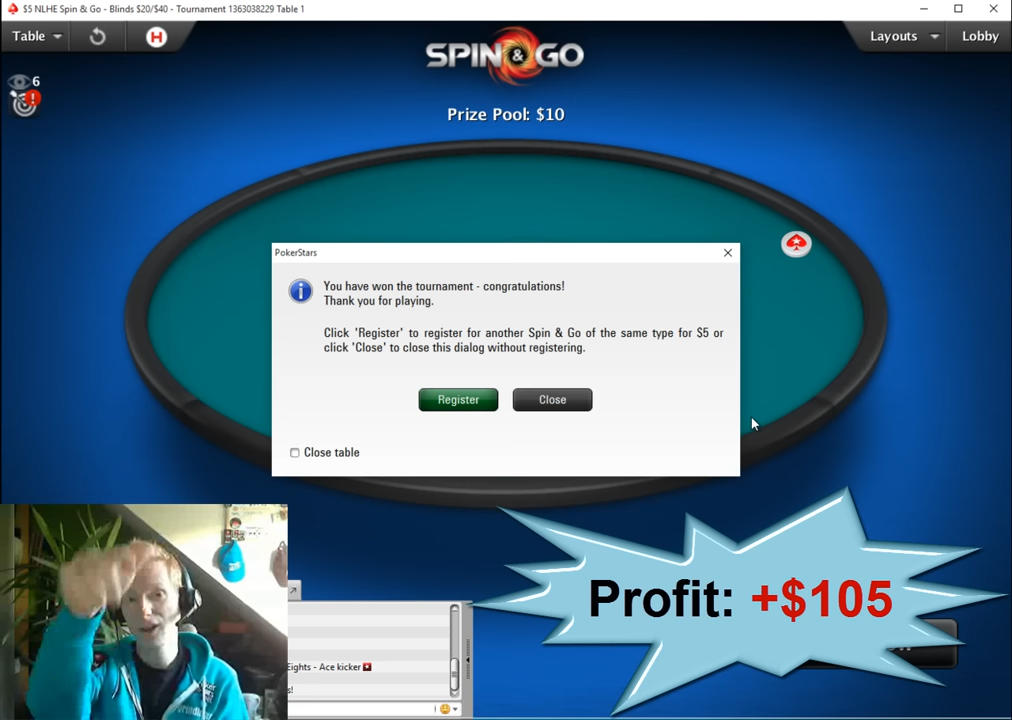 $5 NLHE Spin & Go - Blinds $20/$40 - Tournament 1363038229 Table 1
Table
H
Layouts
Lobby
6
!
SPIN&GO
Prize Pool: $10
PokerStars
You have won the tournament - congratulations!
Thank you for playing.
Click 'Register' to register for another Spin & Go of the same type for $5 or
click 'Close' to close this dialog without registering.
Register
Close
Close table
Profit: +$105
Eights - Ace kicker
s!
!